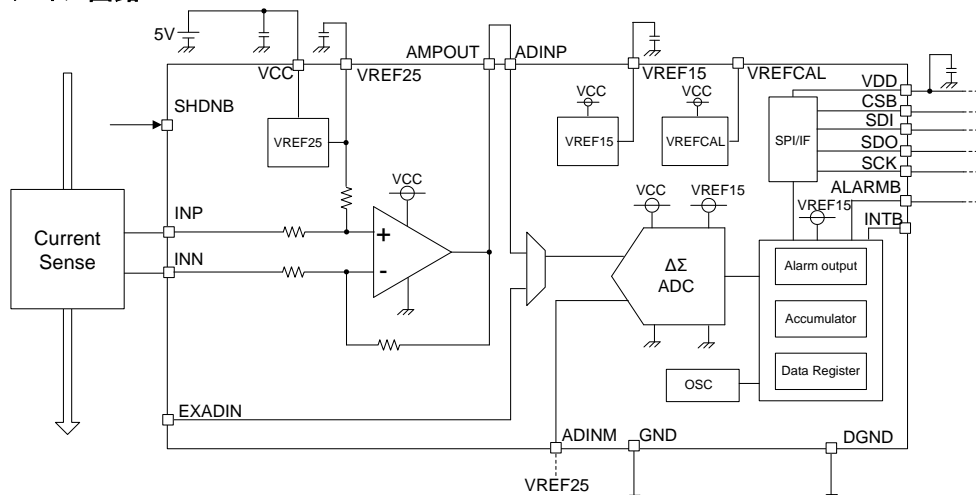 5V
AMPOUT
ADINP
VCC
VREF25
VREF15
VREFCAL
VDD
CSB
SDI
SDO
SCK
ALARMB
INTB
SHDNB
VREF25
VCC
VREF15
VCC
VREFCAL
SPI/IF
VCC
VCC
VREF15
VREF15
Current
Sense
INP
INN
+
-
ΔΣ
ADC
Alarm output
Accumulator
Data Register
OSC
EXADIN
ADINM
GND
DGND
VREF25